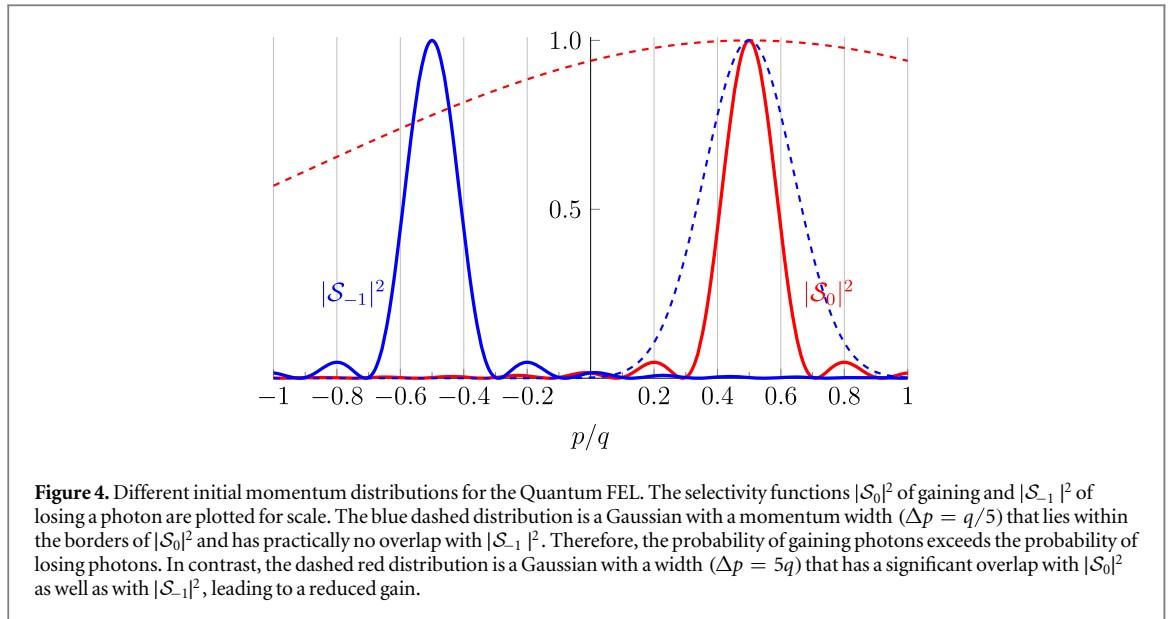 1.0
0.5
|𝒮₋₁|²
|𝒮₀|²
−1 −0.8 −0.6 −0.4 −0.2 0.2 0.4 0.6 0.8 1
p/q
Figure 4. Different initial momentum distributions for the Quantum FEL. The selectivity functions |𝒮₀|² of gaining and |𝒮₋₁ |² of
losing a photon are plotted for scale. The blue dashed distribution is a Gaussian with a momentum width (Δp = q/5) that lies within
the borders of |𝒮₀|² and has practically no overlap with |𝒮₋₁ |². Therefore, the probability of gaining photons exceeds the probability of
losing photons. In contrast, the dashed red distribution is a Gaussian with a width (Δp = 5q) that has a significant overlap with |𝒮₀|²
as well as with |𝒮₋₁|², leading to a reduced gain.